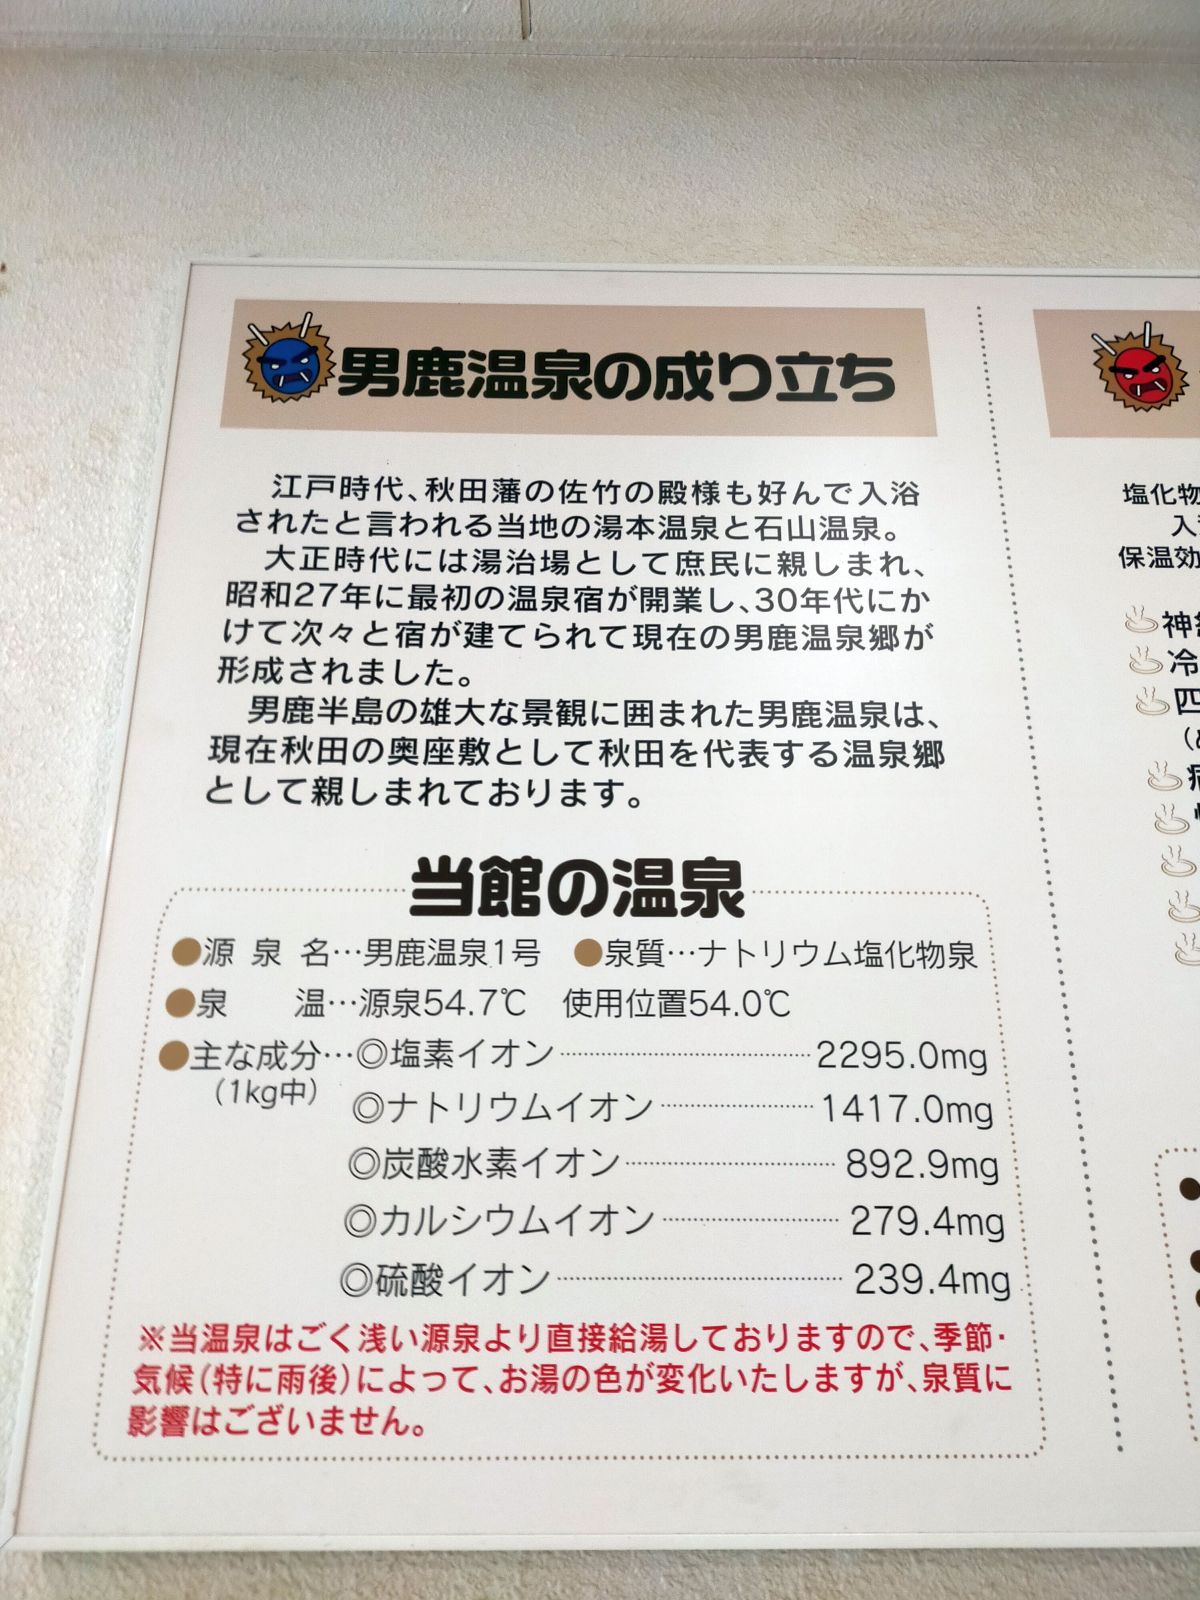 男鹿温泉の成り立ち
江戸時代、秋田藩の佐竹の殿様も好んで入浴
されたと言われる当地の湯本温泉と石山温泉。
大正時代には湯治場として庶民に親しまれ、
昭和27年に最初の温泉宿が開業し、30年代にか
けて次々と宿が建てられて現在の男鹿温泉郷が
形成されました。
男鹿半島の雄大な景観に囲まれた男鹿温泉は、
現在秋田の奥座敷として秋田を代表する温泉郷
として親しまれております。
当館の温泉
●源泉名…男鹿温泉1号 ●泉質…ナトリウム塩化物泉
●泉温…源泉54.7℃ 使用位置54.0℃
●主な成分…◎塩素イオン 2295.0mg
(1kg中)
◎ナトリウムイオン 1417.0mg
◎炭酸水素イオン 892.9mg
◎カルシウムイオン 279.4mg
◎硫酸イオン 239.4mg
※当温泉はごく浅い源泉より直接給湯しておりますので、季節・
気候(特に雨後)によって、お湯の色が変化いたしますが、泉質に
影響はございません。
塩化物
入
保温効
神
冷
四